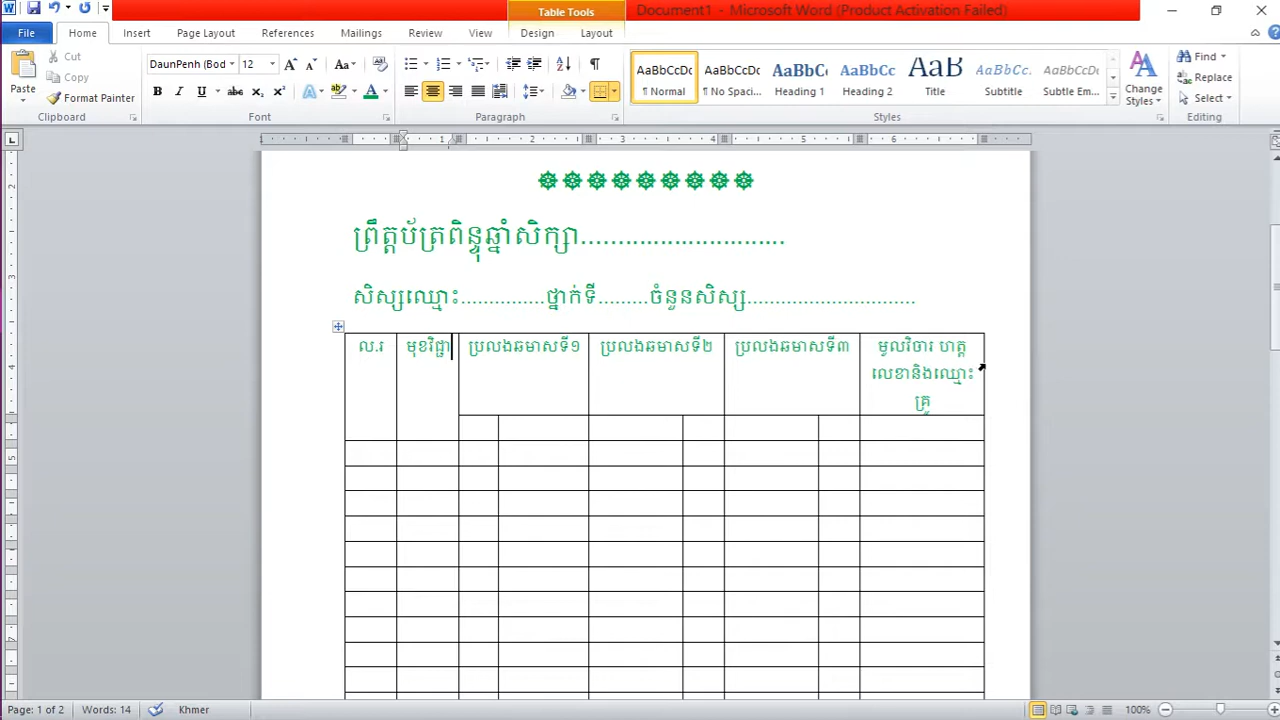 Table Tools
Document1 - Microsoft Word (Product Activation Failed)
File Home Insert Page Layout References Mailings Review View Design Layout
Paste Cut Copy Format Painter
DaunPenh (Bod 12
AaBbCcDc AaBbCcDc AaBbC( AaBbCc AaB AaBbCc. AaBbCcDc
¶ Normal ¶ No Spaci... Heading 1 Heading 2 Title Subtitle Subtle Em...
Change Styles
Find
Replace
Select
Clipboard Font Paragraph Styles Editing
ព្រឹត្តប័ត្រពិន្ទុឆ្នាំសិក្សា............................
សិស្សឈ្មោះ...............ថ្នាក់ទី.........ចំនួនសិស្ស..............................
ល.រ មុខវិជ្ជា ប្រលងឆមាសទី១ ប្រលងឆមាសទី២ ប្រលងឆមាសទី៣ មូលវិចារ ហត្ត
លេខានិងឈ្មោះ
គ្រូ
Page: 1 of 2 Words: 14 Khmer 100%